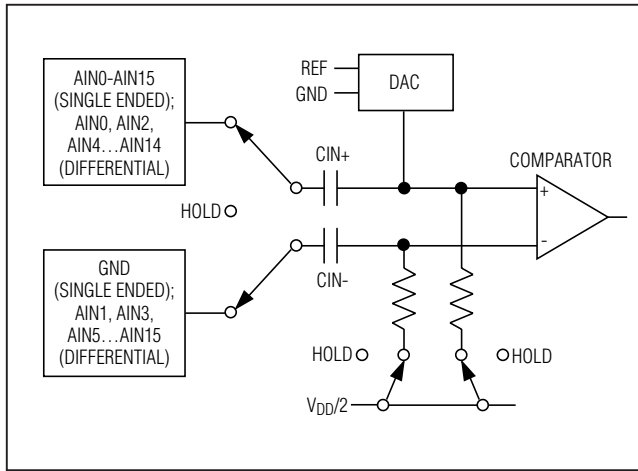 AIN0-AIN15
(SINGLE ENDED);
AIN0, AIN2,
AIN4…AIN14
(DIFFERENTIAL)
REF
GND
DAC
CIN+
COMPARATOR
HOLD
+
-
GND
(SINGLE ENDED);
AIN1, AIN3,
AIN5…AIN15
(DIFFERENTIAL)
CIN-
HOLD
HOLD
VDD/2